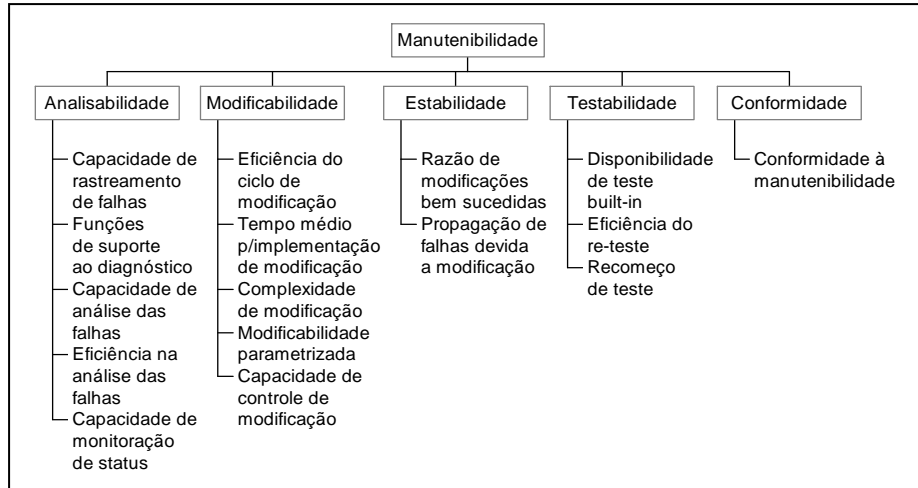 Manutenibilidade
Analisabilidade
Modificabilidade
Estabilidade
Testabilidade
Conformidade
Capacidade de
rastreamento
de falhas
Funções
de suporte
ao diagnóstico
Capacidade de
análise das
falhas
Eficiência na
análise das
falhas
Capacidade de
monitoração
de status
Eficiência do
ciclo de
modificação
Tempo médio
p/implementação
de modificação
Complexidade
de modificação
Modificabilidade
parametrizada
Capacidade de
controle de
modificação
Razão de
modificações
bem sucedidas
Propagação de
falhas devida
a modificação
Disponibilidade
de teste
built-in
Eficiência do
re-teste
Recomeço
de teste
Conformidade à
manutenibilidade